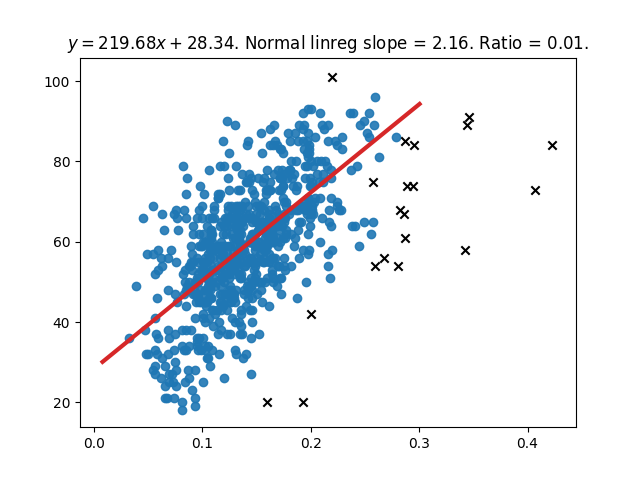 y = 219.68x + 28.34. Normal linreg slope = 2.16. Ratio = 0.01.
100
80
60
40
20
0.0 0.1 0.2 0.3 0.4